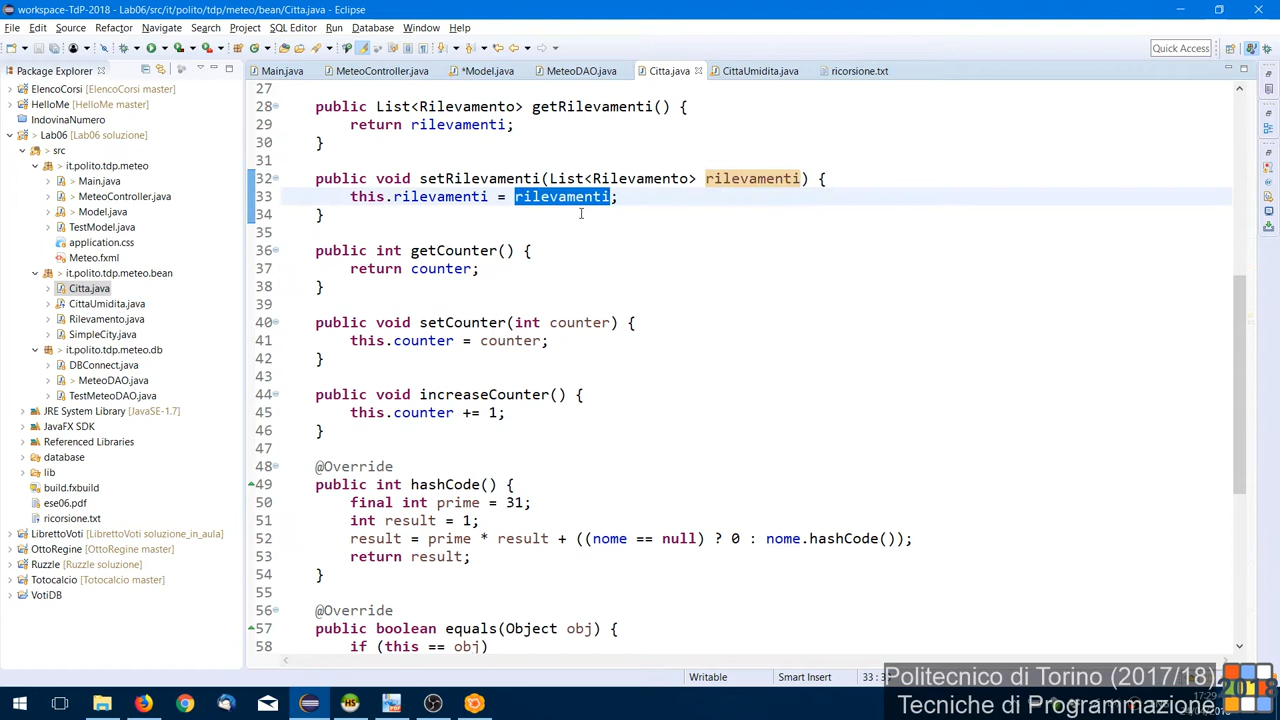 workspace-TdP-2018 - Lab06/src/it/polito/tdp/meteo/bean/Citta.java - Eclipse
File Edit Source Refactor Navigate Search Project SQL Editor Run Database Window Help
Quick Access
Package Explorer
Main.java MeteoController.java *Model.java MeteoDAO.java Citta.java CittaUmidita.java ricorsione.txt
ElencoCorsi [ElencoCorsi master]
HelloMe [HelloMe master]
IndovinaNumero
> Lab06 [Lab06 soluzione]
> src
> it.polito.tdp.meteo
> Main.java
> MeteoController.java
> Model.java
TestModel.java
application.css
Meteo.fxml
> it.polito.tdp.meteo.bean
Citta.java
CittaUmidita.java
Rilevamento.java
SimpleCity.java
> it.polito.tdp.meteo.db
DBConnect.java
> MeteoDAO.java
TestMeteoDAO.java
JRE System Library [JavaSE-1.7]
JavaFX SDK
Referenced Libraries
database
lib
build.fxbuild
ese06.pdf
ricorsione.txt
LibrettoVoti [LibrettoVoti soluzione_in_aula]
OttoRegine [OttoRegine master]
Ruzzle [Ruzzle soluzione]
Totocalcio [Totocalcio master]
VotiDB
27
28 public List<Rilevamento> getRilevamenti() {
29 return rilevamenti;
30 }
31
32 public void setRilevamenti(List<Rilevamento> rilevamenti) {
33 this.rilevamenti = rilevamenti;
34 }
35
36 public int getCounter() {
37 return counter;
38 }
39
40 public void setCounter(int counter) {
41 this.counter = counter;
42 }
43
44 public void increaseCounter() {
45 this.counter += 1;
46 }
47
48 @Override
49 public int hashCode() {
50 final int prime = 31;
51 int result = 1;
52 result = prime * result + ((nome == null) ? 0 : nome.hashCode());
53 return result;
54 }
55
56 @Override
57 public boolean equals(Object obj) {
58 if (this == obj)
Writable Smart Insert
Politecnico di Torino (2017/18)
Tecniche di Programmazione
2018
17:29